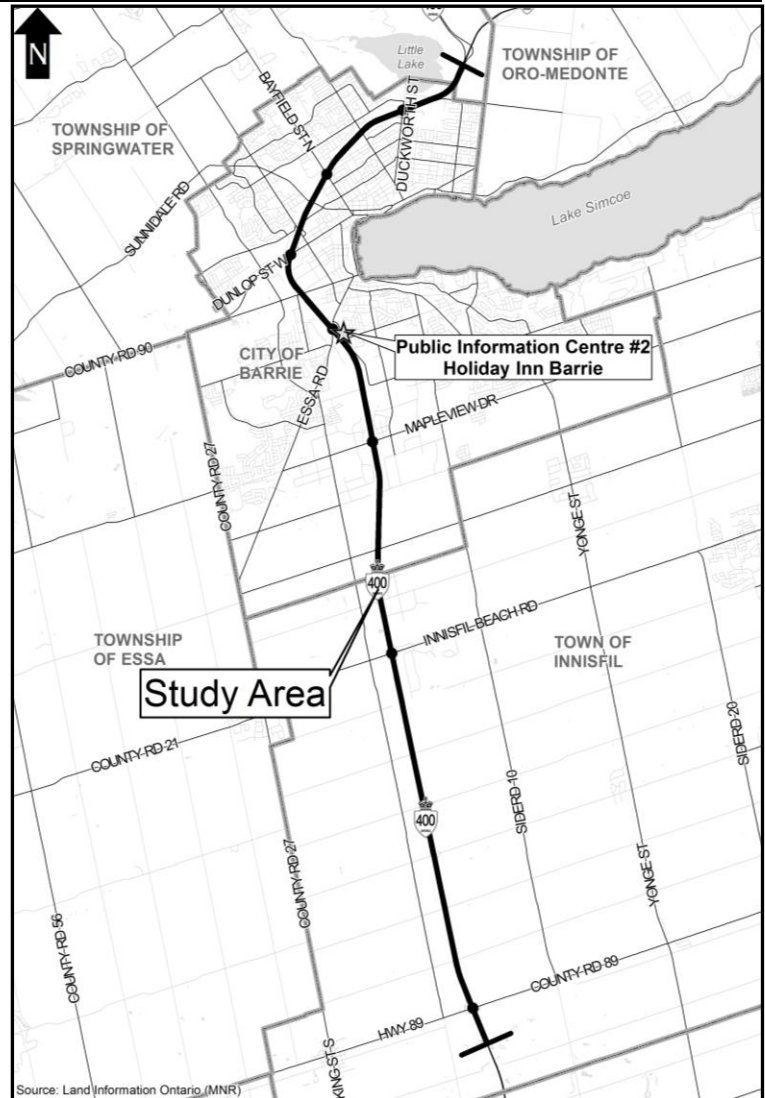 N
Little
Lake
TOWNSHIP OF
ORO-MEDONTE
BAYFIELD ST N
DUCKWORTH ST
TOWNSHIP OF
SPRINGWATER
SUNNIDALE RD
Lake Simcoe
DUNLOP ST W
Public Information Centre #2
Holiday Inn Barrie
COUNTY RD 90
CITY OF
BARRIE
ESSA RD
MAPLEVIEW DR
COUNTY RD 27
YONGE ST
400
INNISFIL BEACH RD
TOWNSHIP
OF ESSA
TOWN OF
INNISFIL
Study Area
SIDERD 20
COUNTY RD 21
SIDERD 10
400
COUNTY RD 27
YONGE ST
COUNTY RD 56
COUNTY RD 89
HWY 89
KING ST S
Source: Land Information Ontario (MNR)